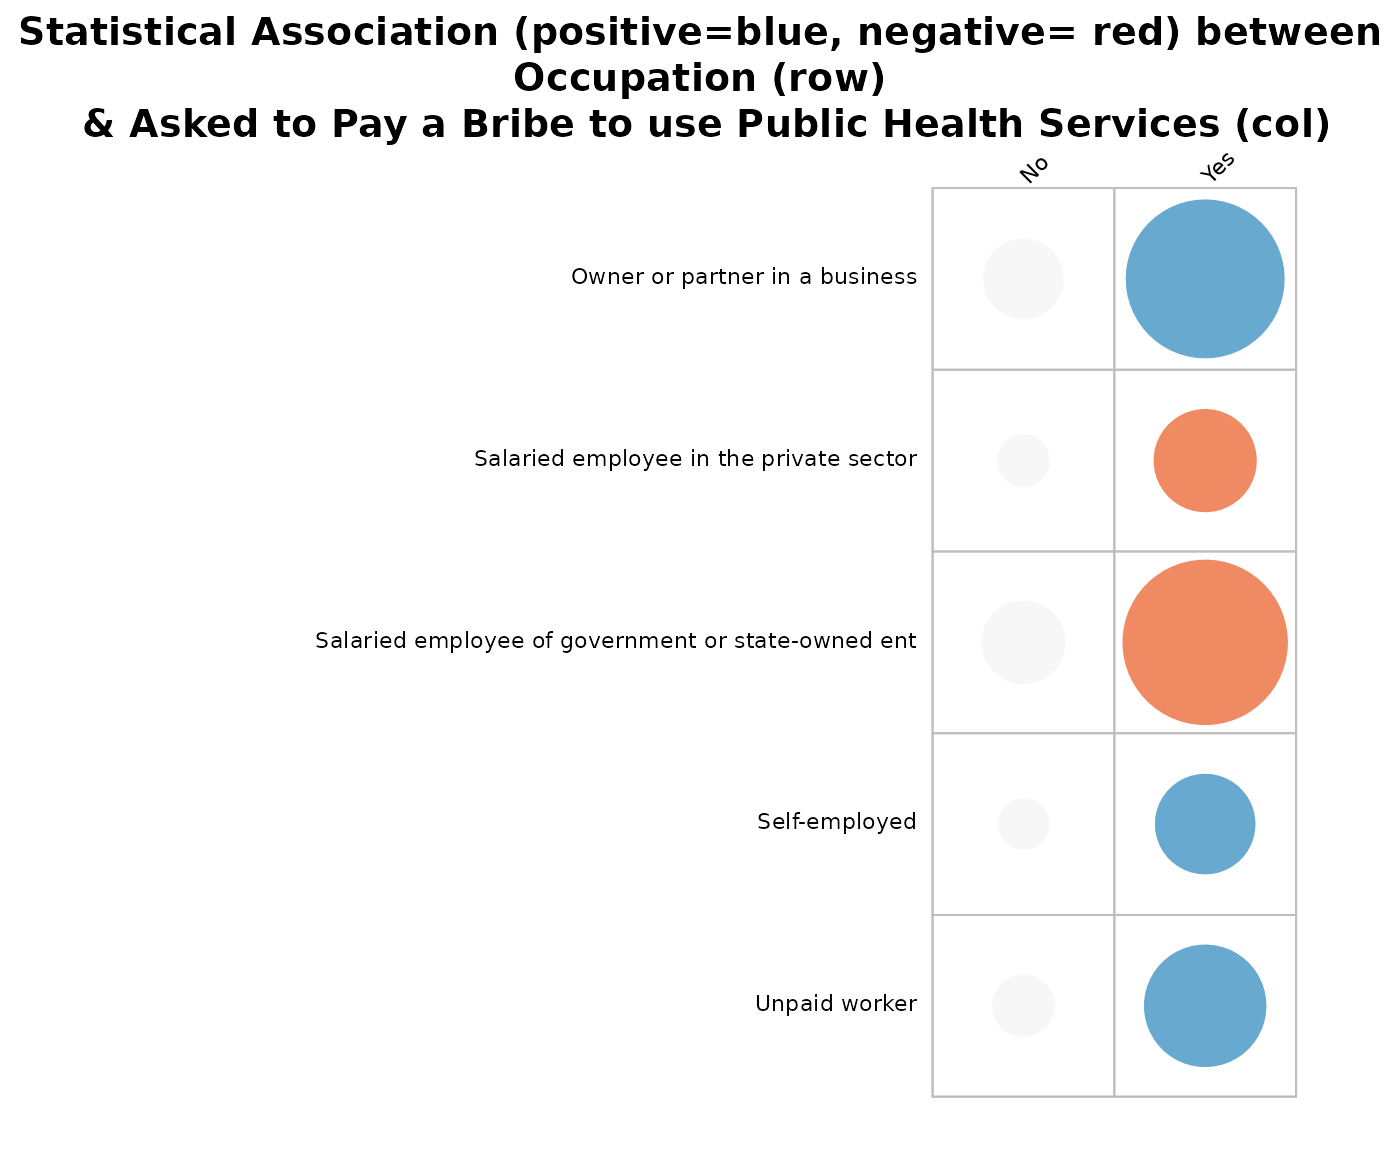 Statistical Association (positive=blue, negative= red) between
Occupation (row)
& Asked to Pay a Bribe to use Public Health Services (col)
No
Yes
Owner or partner in a business
Salaried employee in the private sector
Salaried employee of government or state-owned ent
Self-employed
Unpaid worker